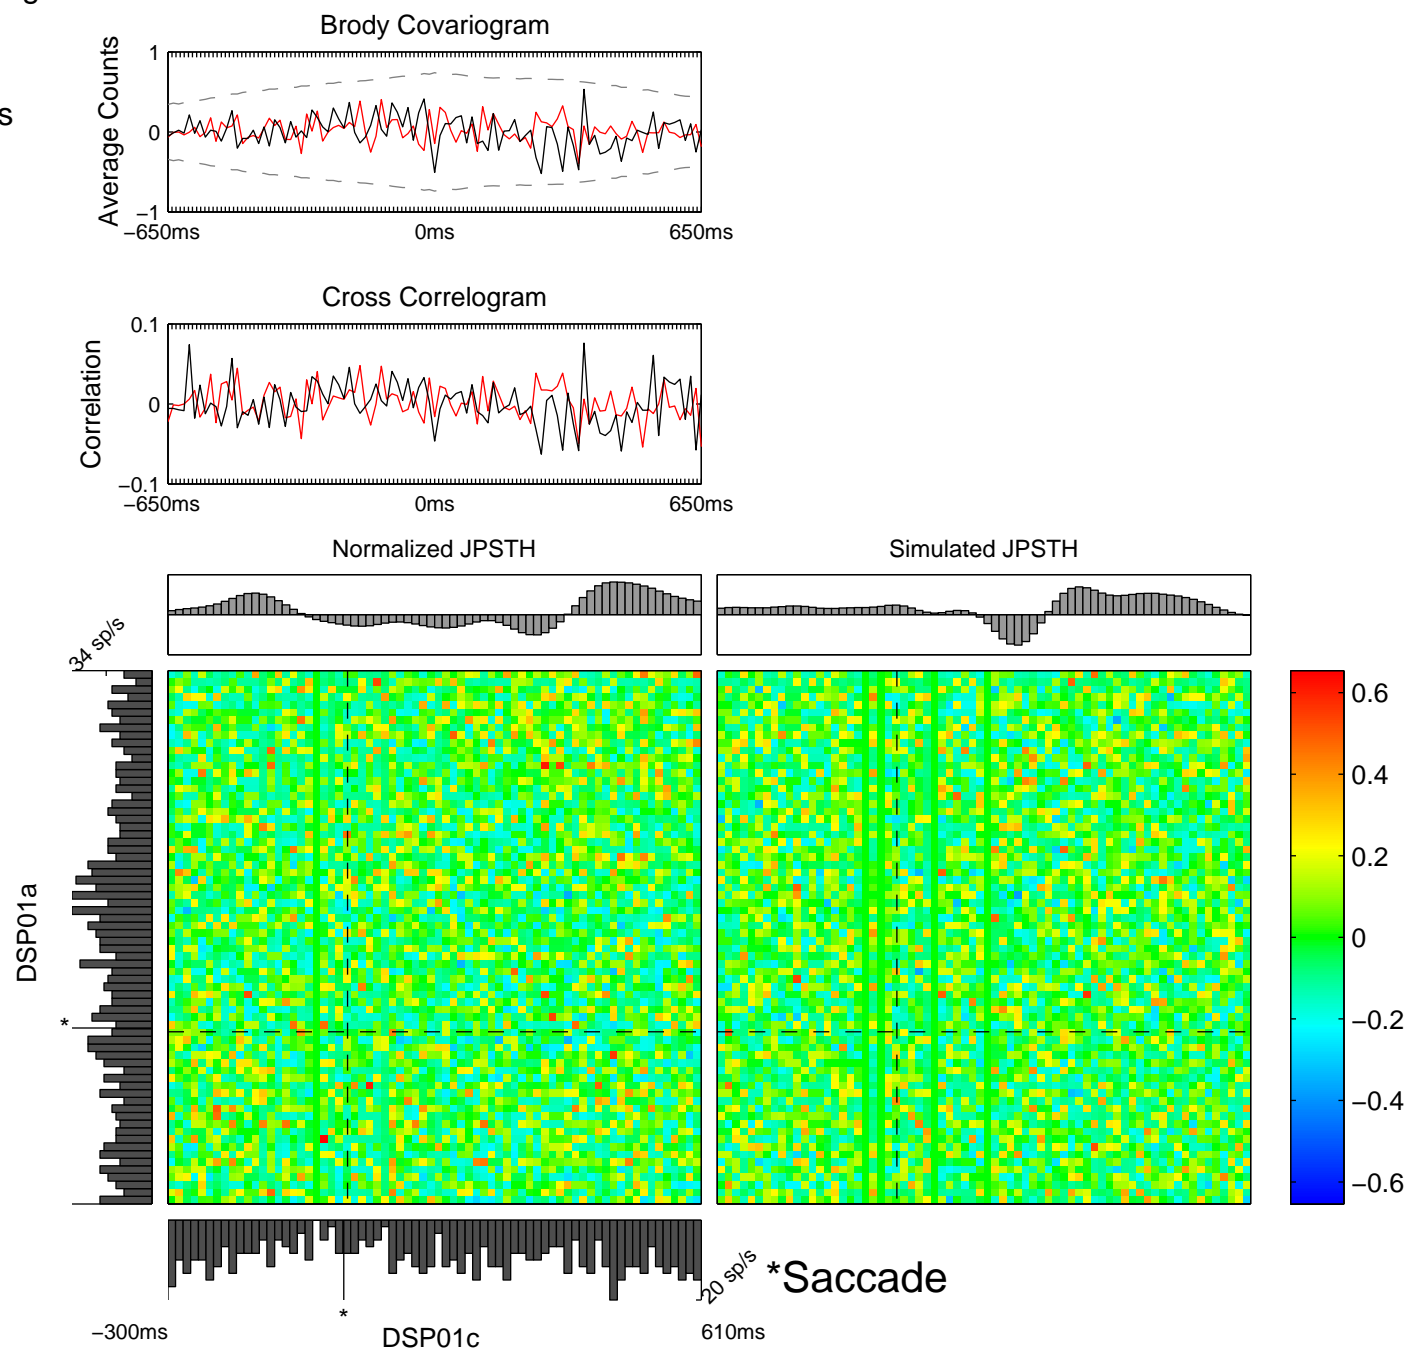 g
Brody Covariogram
s
Average Counts
1
0
−1
−650ms 0ms 650ms
Cross Correlogram
Correlation
0.1
0
−0.1
−650ms 0ms 650ms
Normalized JPSTH Simulated JPSTH
34 sp/s
DSP01a
*
0.6
0.4
0.2
0
−0.2
−0.4
−0.6
20 sp/s
*Saccade
*
−300ms DSP01c 610ms